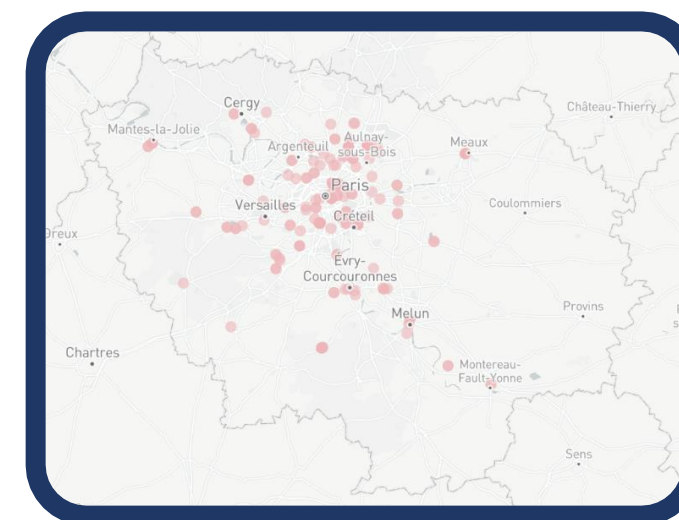 Cergy
Château-Thierry
Mantes-la-Jolie
Argenteuil
Aulnay-
sous-Bois
Meaux
Paris
Versailles
Créteil
Coulommiers
Dreux
Évry-
Courcouronnes
Provins
Melun
Chartres
Montereau-
Fault-Yonne
Sens